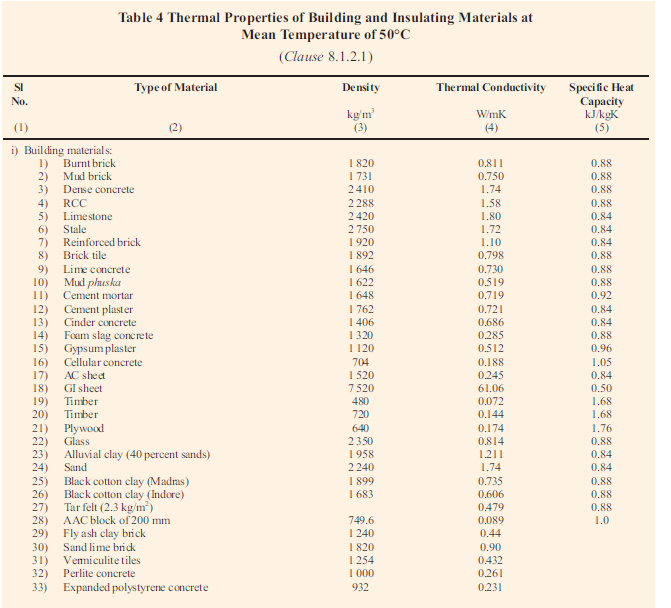 Table 4 Thermal Properties of Building and Insulating Materials at
Mean Temperature of 50°C
(Clause 8.1.2.1)
Sl Type of Material Density Thermal Conductivity Specific Heat
No. Capacity
kg/m³ W/mK kJ/kgK
(1) (2) (3) (4) (5)
i) Building materials:
1) Burnt brick 1 820 0.811 0.88
2) Mud brick 1 731 0.750 0.88
3) Dense concrete 2 410 1.74 0.88
4) RCC 2 288 1.58 0.88
5) Limestone 2 420 1.80 0.84
6) Stale 2 750 1.72 0.84
7) Reinforced brick 1 920 1.10 0.84
8) Brick tile 1 892 0.798 0.88
9) Lime concrete 1 646 0.730 0.88
10) Mud phuska 1 622 0.519 0.88
11) Cement mortar 1 648 0.719 0.92
12) Cement plaster 1 762 0.721 0.84
13) Cinder concrete 1 406 0.686 0.84
14) Foam slag concrete 1 320 0.285 0.88
15) Gypsum plaster 1 120 0.512 0.96
16) Cellular concrete 704 0.188 1.05
17) AC sheet 1 520 0.245 0.84
18) GI sheet 7 520 61.06 0.50
19) Timber 480 0.072 1.68
20) Timber 720 0.144 1.68
21) Plywood 640 0.174 1.76
22) Glass 2 350 0.814 0.88
23) Alluvial clay (40 percent sands) 1 958 1.211 0.84
24) Sand 2 240 1.74 0.84
25) Black cotton clay (Madras) 1 899 0.735 0.88
26) Black cotton clay (Indore) 1 683 0.606 0.88
27) Tar felt (2.3 kg/m²) 0.479 0.88
28) AAC block of 200 mm 749.6 0.089 1.0
29) Fly ash clay brick 1 240 0.44
30) Sand lime brick 1 820 0.90
31) Vermiculite tiles 1 254 0.432
32) Perlite concrete 1 000 0.261
33) Expanded polystyrene concrete 932 0.231